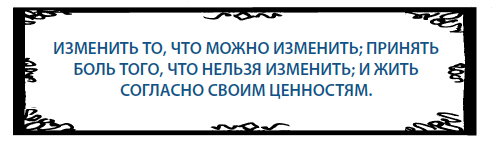 ИЗМЕНИТЬ ТО, ЧТО МОЖНО ИЗМЕНИТЬ; ПРИНЯТЬ
БОЛЬ ТОГО, ЧТО НЕЛЬЗЯ ИЗМЕНИТЬ; И ЖИТЬ
СОГЛАСНО СВОИМ ЦЕННОСТЯМ.